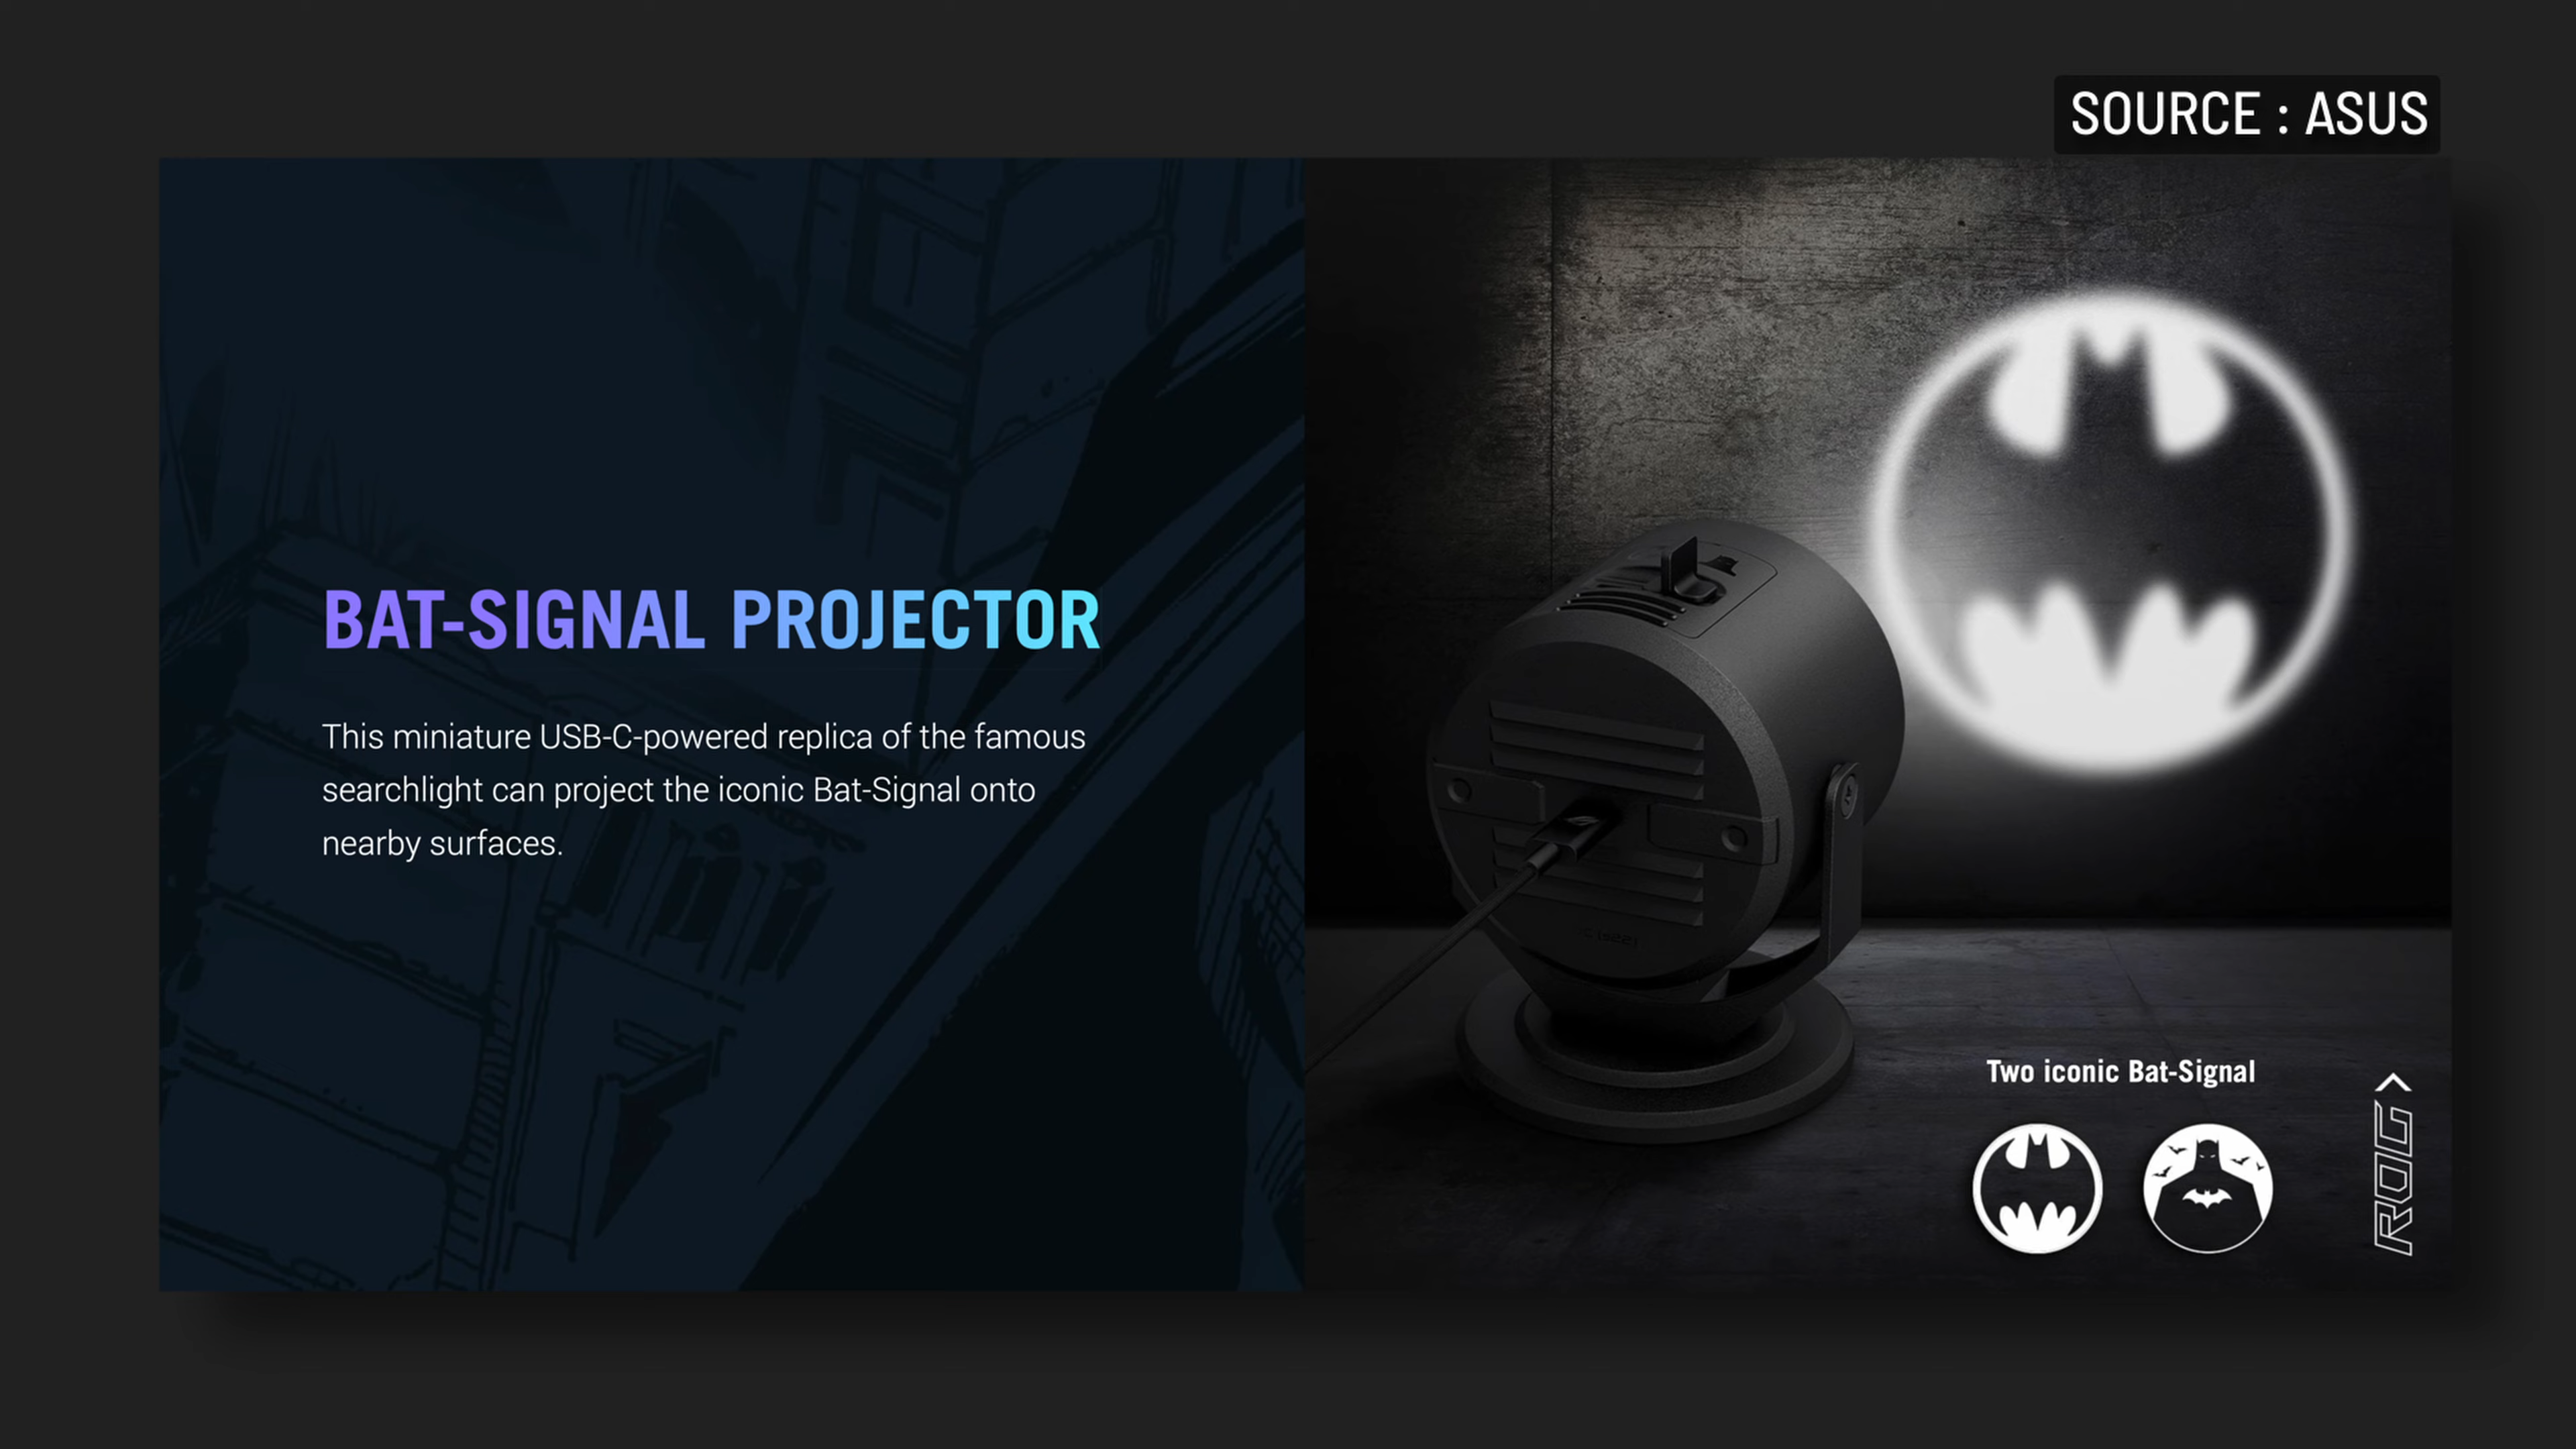 SOURCE : ASUS
BAT-SIGNAL PROJECTOR
This miniature USB-C-powered replica of the famous
searchlight can project the iconic Bat-Signal onto
nearby surfaces.
Two iconic Bat-Signal
ROG